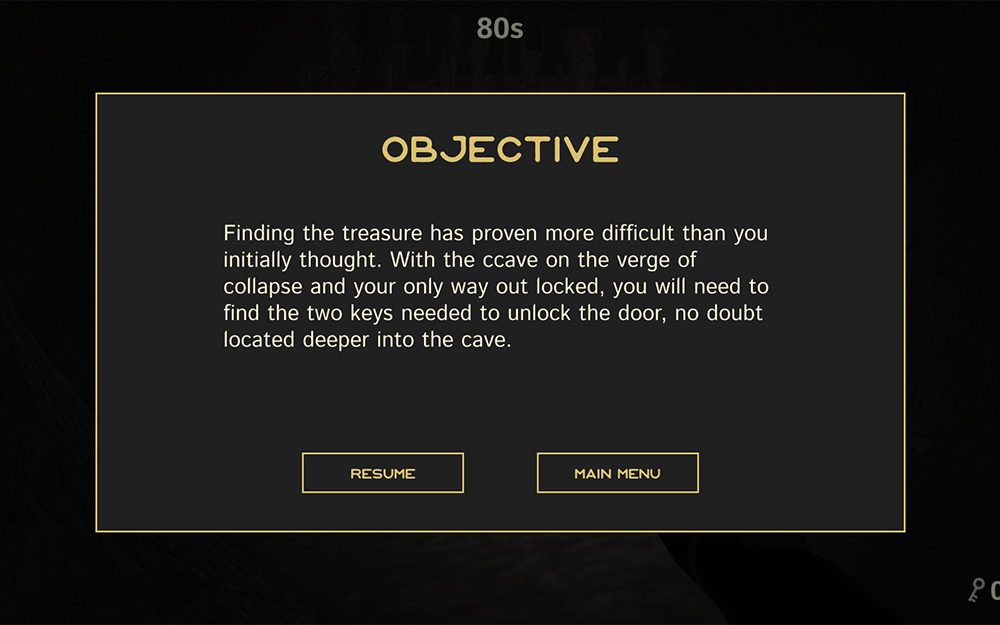 80s
OBJECTIVE
Finding the treasure has proven more difficult than you
initially thought. With the ccave on the verge of
collapse and your only way out locked, you will need to
find the two keys needed to unlock the door, no doubt
located deeper into the cave.
RESUME
MAIN MENU
0